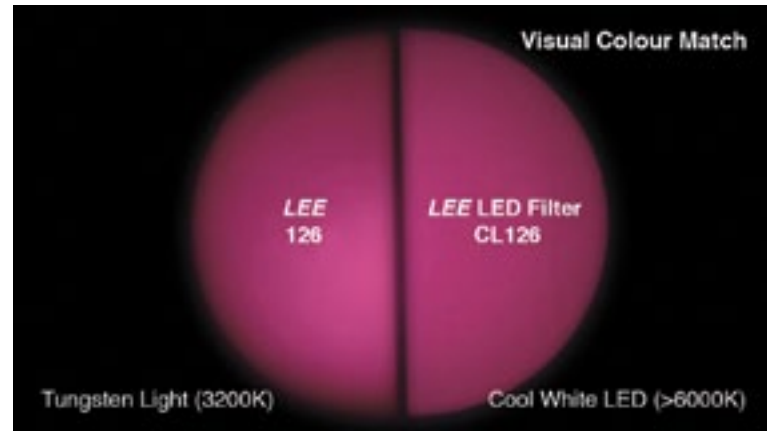 Visual Colour Match
LEE
126
LEE LED Filter
CL126
Tungsten Light (3200K)
Cool White LED (>6000K)